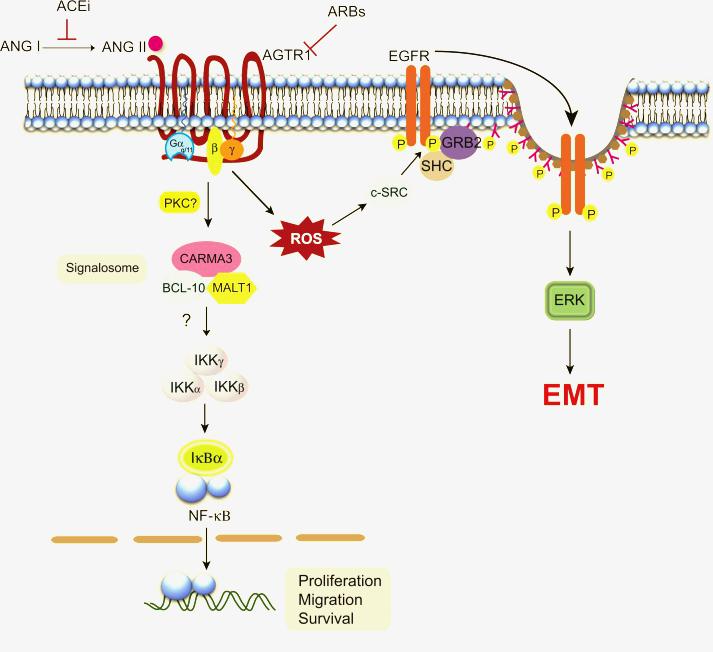 ACEi
ARBs
ANG I
ANG II
AGTR1
EGFR
Gαq/11
β
γ
P
P
GRB2
P
P
P
P
P
P
SHC
c-SRC
PKC?
ROS
P
P
CARMA3
Signalosome
BCL-10
MALT1
ERK
?
IKKγ
IKKα
IKKβ
EMT
IκBα
NF-κB
Proliferation
Migration
Survival